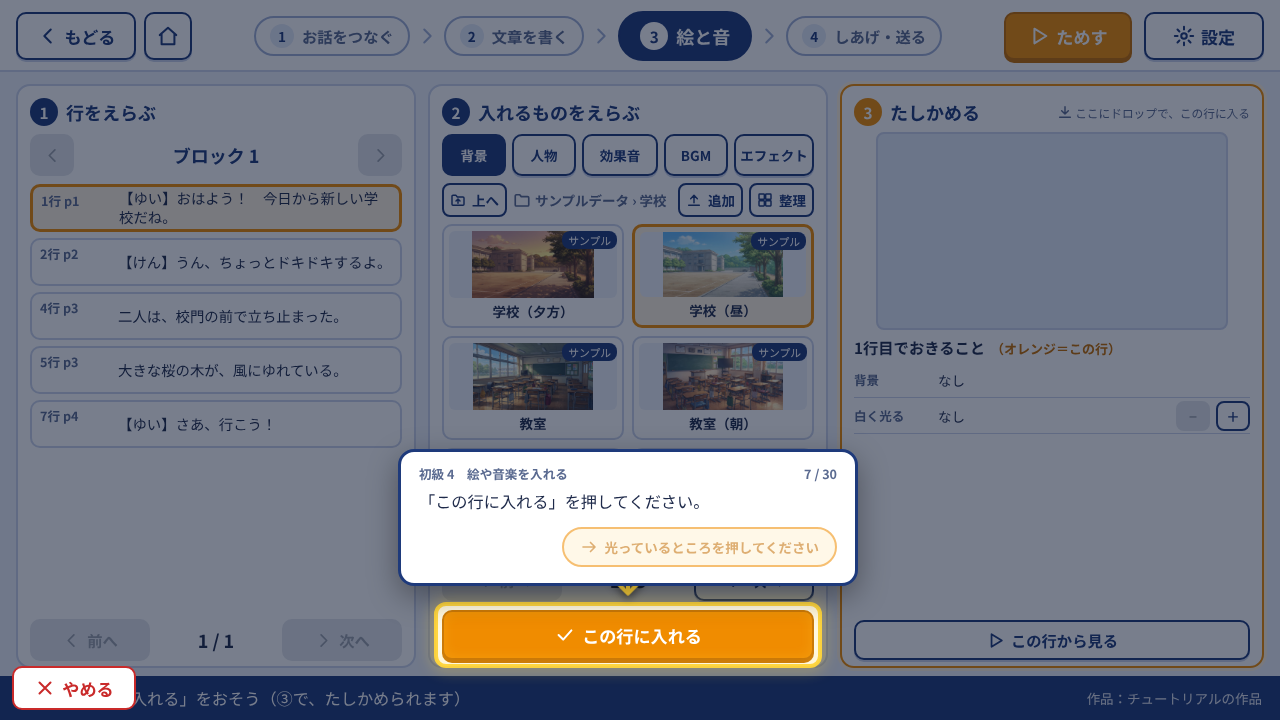 もどる
1 お話をつなぐ
2 文章を書く
3 絵と音
4 しあげ・送る
ためす
設定
1 行をえらぶ
ブロック 1
1行 p1 【ゆい】おはよう！　今日から新しい学
校だね。
2行 p2 【けん】うん、ちょっとドキドキするよ。
4行 p3 二人は、校門の前で立ち止まった。
5行 p3 大きな桜の木が、風にゆれている。
7行 p4 【ゆい】さあ、行こう！
前へ
1 / 1
次へ
2 入れるものをえらぶ
背景
人物
効果音
BGM
エフェクト
上へ
サンプルデータ › 学校
追加
整理
サンプル
学校（夕方）
サンプル
学校（昼）
サンプル
教室
サンプル
教室（朝）
初級 4　絵や音楽を入れる
7 / 30
「この行に入れる」を押してください。
光っているところを押してください
この行に入れる
3 たしかめる
ここにドロップで、この行に入る
1行目でおきること （オレンジ＝この行）
背景 なし
白く光る なし
− +
この行から見る
やめる
入れる」をおそう（③で、たしかめられます）
作品：チュートリアルの作品